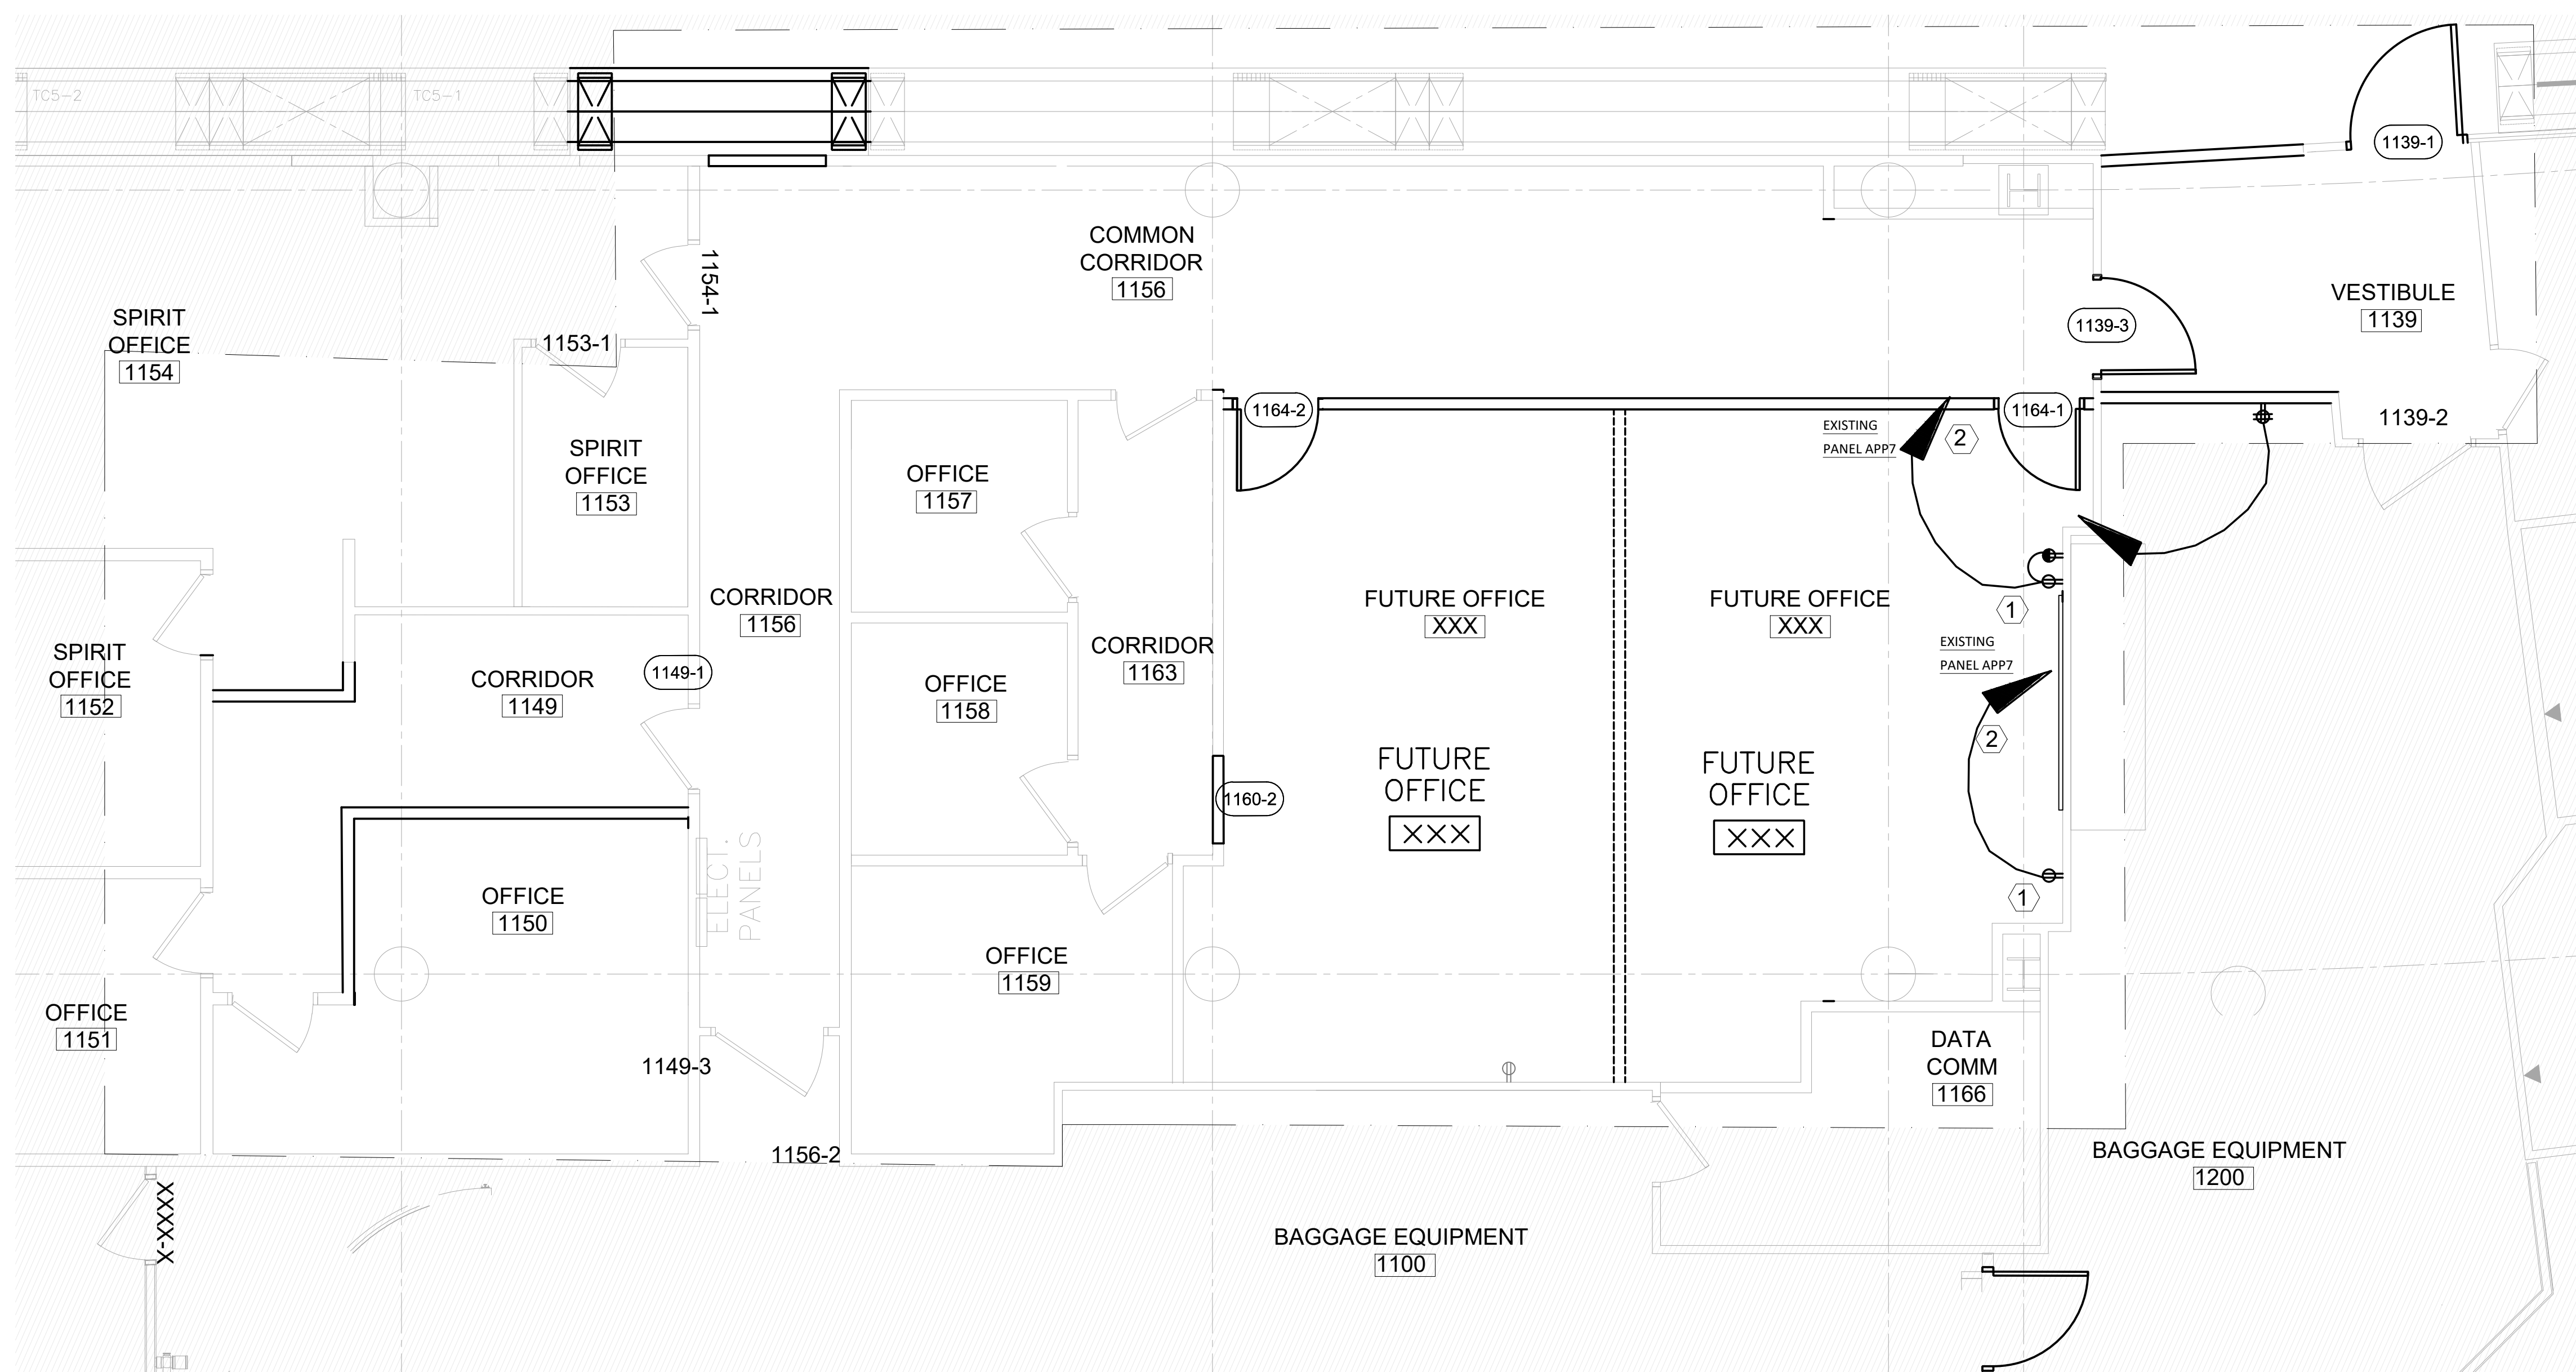 TC5-2
TC5-1
1139-1
COMMON
CORRIDOR
1156
1154-1
VESTIBULE
1139
SPIRIT
OFFICE
1154
1153-1
1139-3
1164-2
1164-1
1139-2
EXISTING
PANEL APP7
2
SPIRIT
OFFICE
1153
OFFICE
1157
CORRIDOR
1156
FUTURE OFFICE
XXX
FUTURE OFFICE
XXX
1
SPIRIT
OFFICE
1152
CORRIDOR
1149
1149-1
OFFICE
1158
CORRIDOR
1163
EXISTING
PANEL APP7
2
FUTURE
OFFICE
XXX
FUTURE
OFFICE
XXX
1160-2
ELECT.
PANELS
OFFICE
1150
1
OFFICE
1159
OFFICE
1151
1149-3
DATA
COMM
1166
1156-2
BAGGAGE EQUIPMENT
1200
X-XXXX
BAGGAGE EQUIPMENT
1100